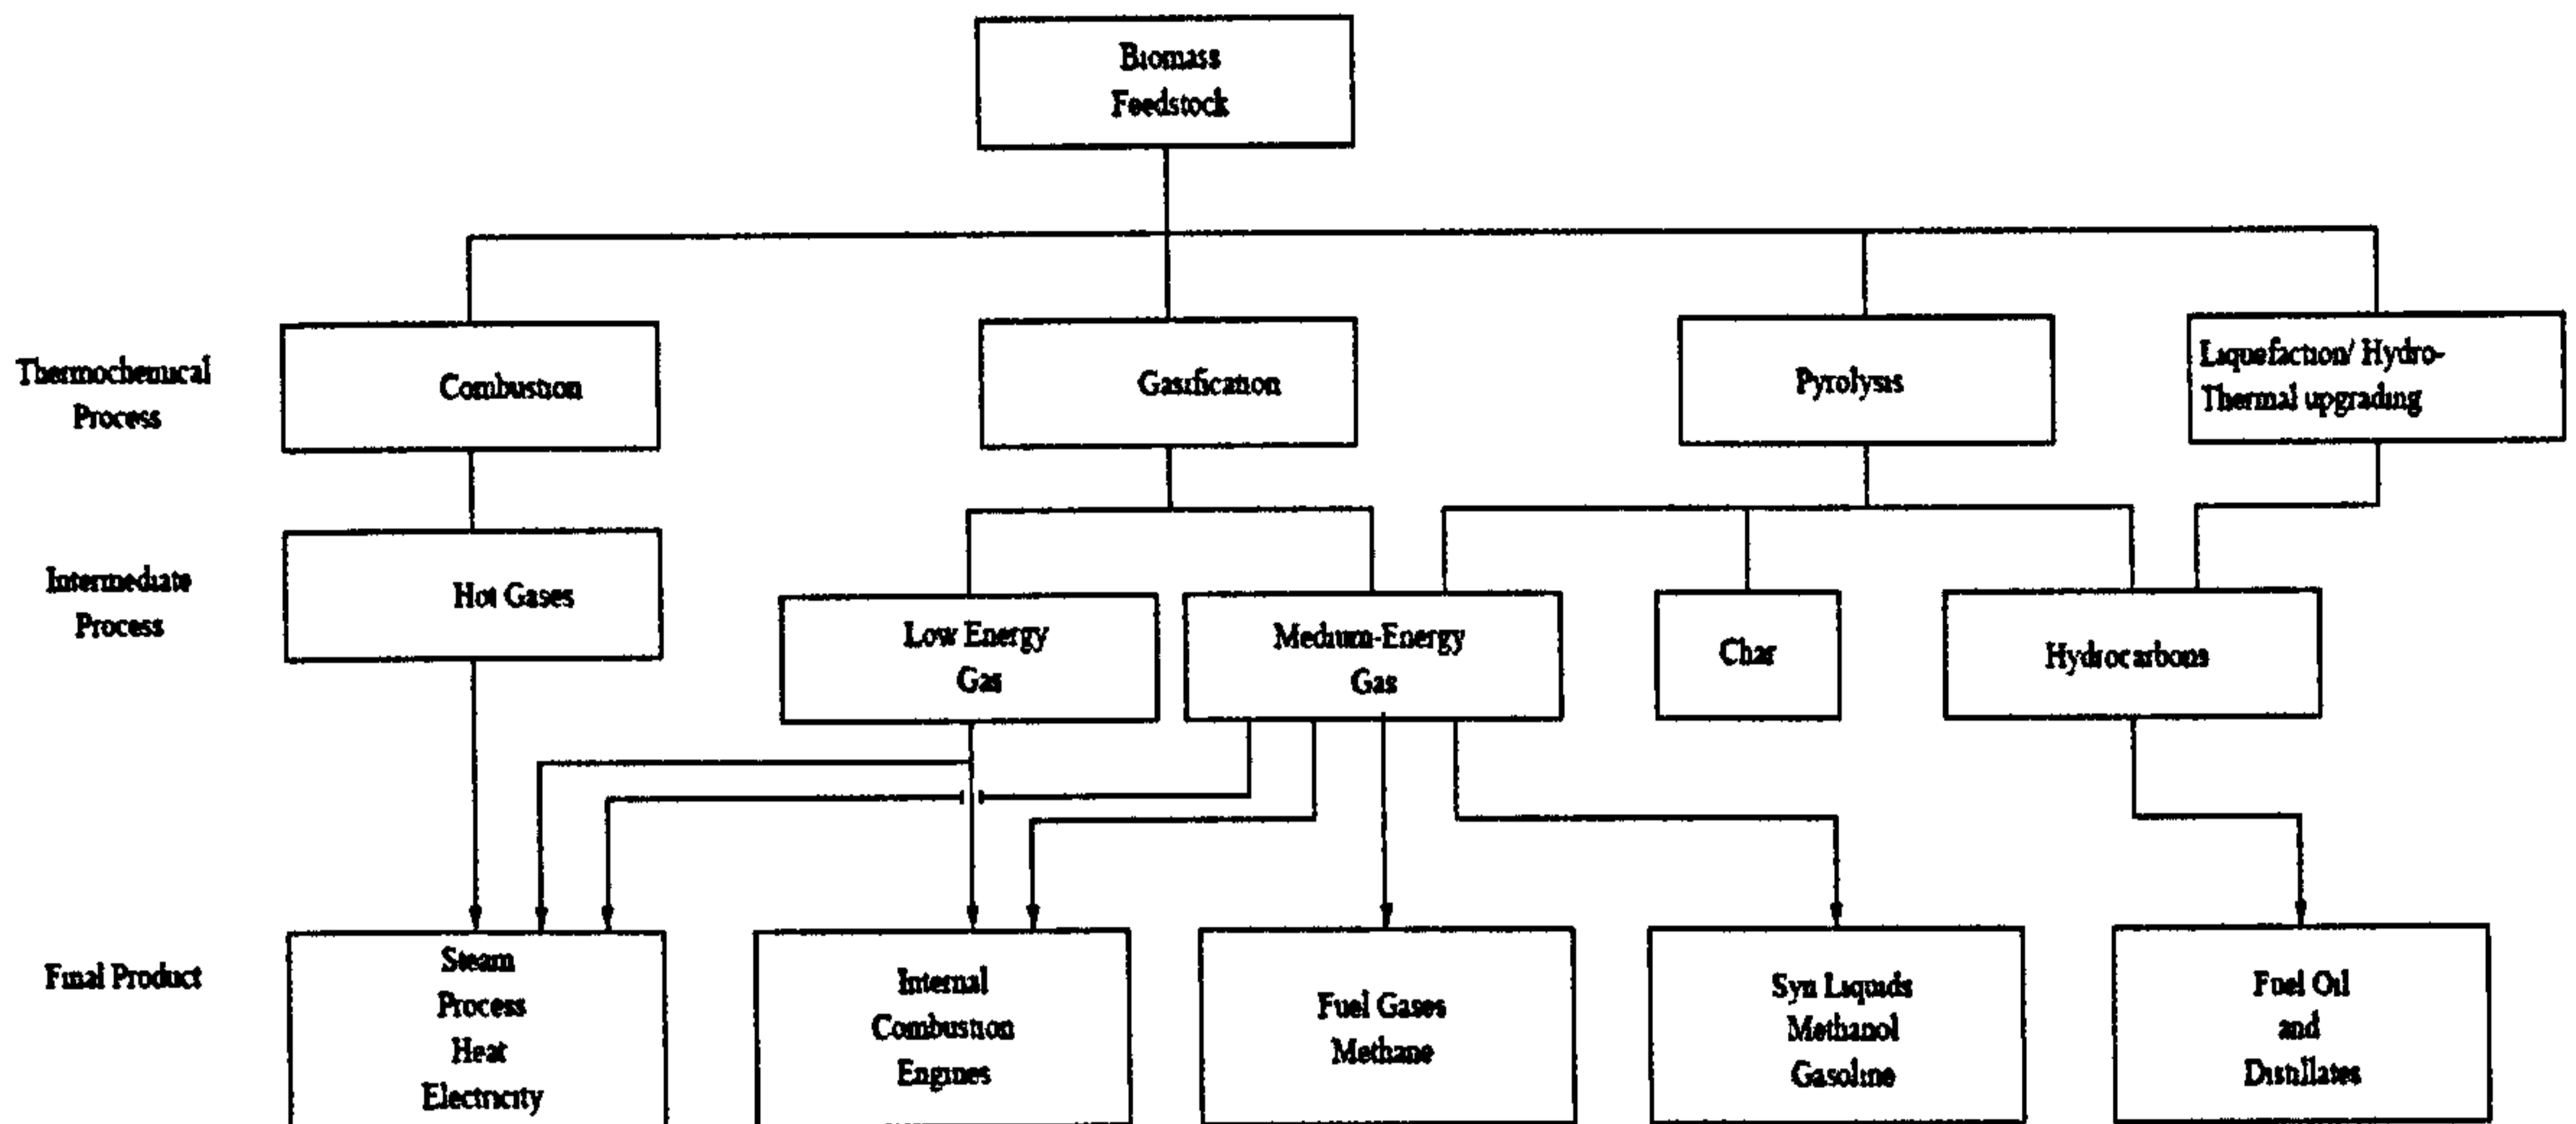 Biomass
Feedstock
Thermochemical
Process
Combustion
Gasification
Pyrolysis
Liquefaction/ Hydro-
Thermal upgrading
Intermediate
Process
Hot Gases
Low Energy
Gas
Medium-Energy
Gas
Char
Hydrocarbons
Final Product
Steam
Process
Heat
Electricity
Internal
Combustion
Engines
Fuel Gases
Methane
Syn Liquids
Methanol
Gasoline
Fuel Oil
and
Distillates